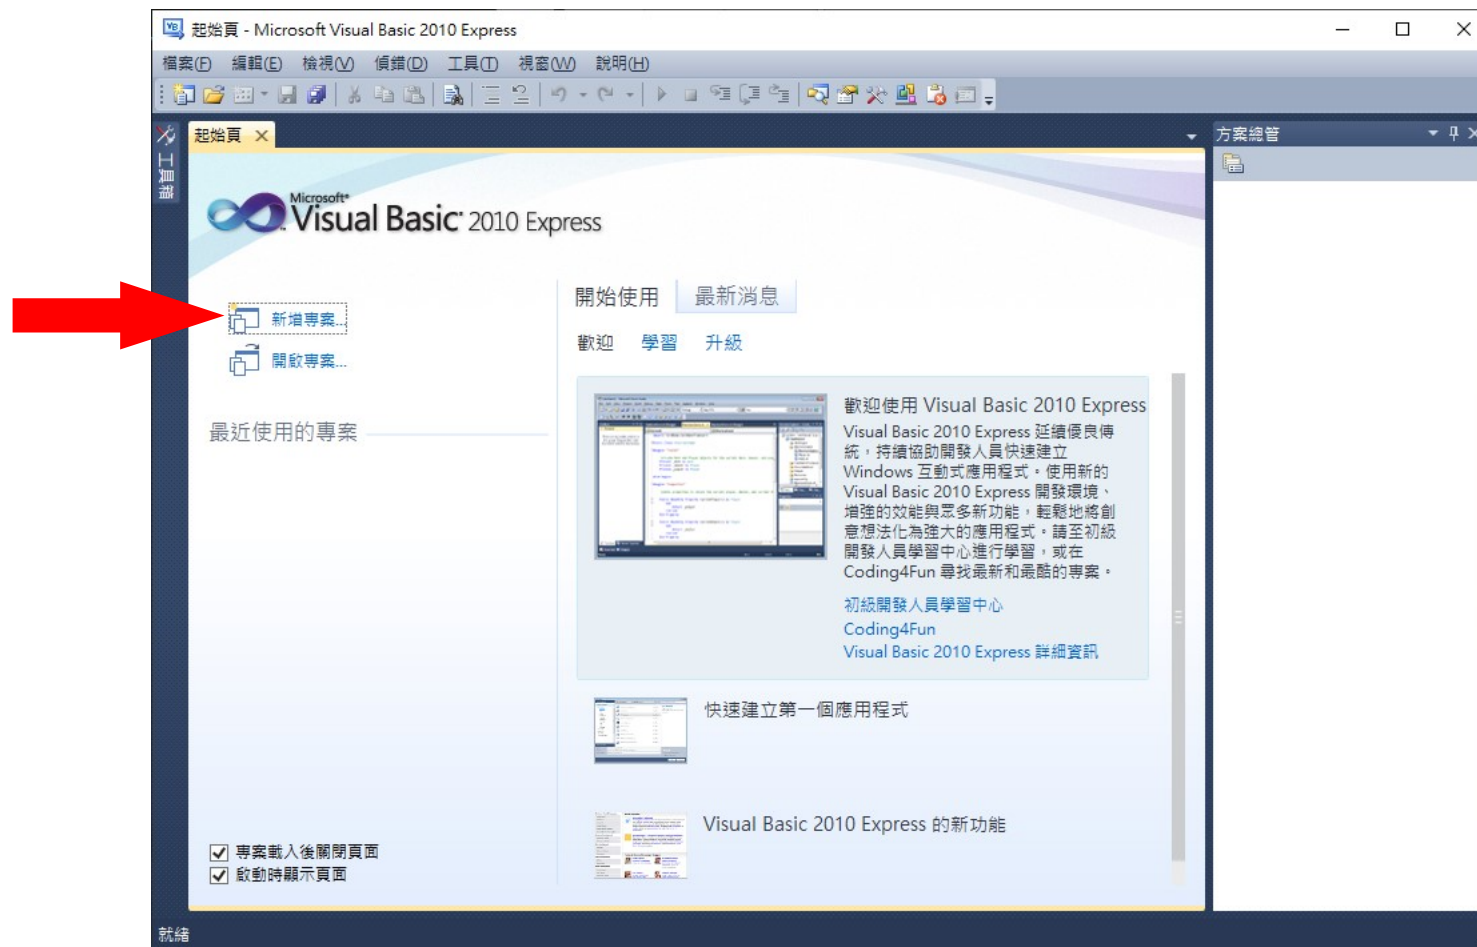 起始頁 - Microsoft Visual Basic 2010 Express
檔案(F) 編輯(E) 檢視(V) 偵錯(D) 工具(T) 視窗(W) 說明(H)
工具箱
起始頁
方案總管
Microsoft®
Visual Basic® 2010 Express
新增專案...
開啟專案...
最近使用的專案
開始使用 最新消息
歡迎 學習 升級
歡迎使用 Visual Basic 2010 Express
Visual Basic 2010 Express 延續優良傳
統，持續協助開發人員快速建立
Windows 互動式應用程式。使用新的
Visual Basic 2010 Express 開發環境、
增強的效能與眾多新功能，輕鬆地將創
意想法化為強大的應用程式。請至初級
開發人員學習中心進行學習，或在
Coding4Fun 尋找最新和最酷的專案。
初級開發人員學習中心
Coding4Fun
Visual Basic 2010 Express 詳細資訊
快速建立第一個應用程式
Visual Basic 2010 Express 的新功能
專案載入後關閉頁面
啟動時顯示頁面
就緒